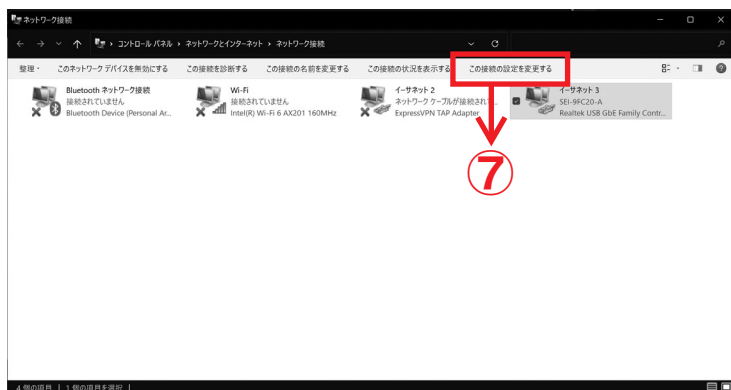 ネットワーク接続
コントロール パネル › ネットワークとインターネット › ネットワーク接続
整理 このネットワーク デバイスを無効にする この接続を診断する この接続の名前を変更する この接続の状況を表示する この接続の設定を変更する
Bluetooth ネットワーク接続
接続されていません
Bluetooth Device (Personal Ar...
Wi-Fi
接続されていません
Intel(R) Wi-Fi 6 AX201 160MHz
イーサネット 2
ネットワーク ケーブルが接続され
ExpressVPN TAP Adapter
イーサネット 3
SEI-9FC20-A
Realtek USB GbE Family Contr...
⑦
4 個の項目 | 1 個の項目を選択 |